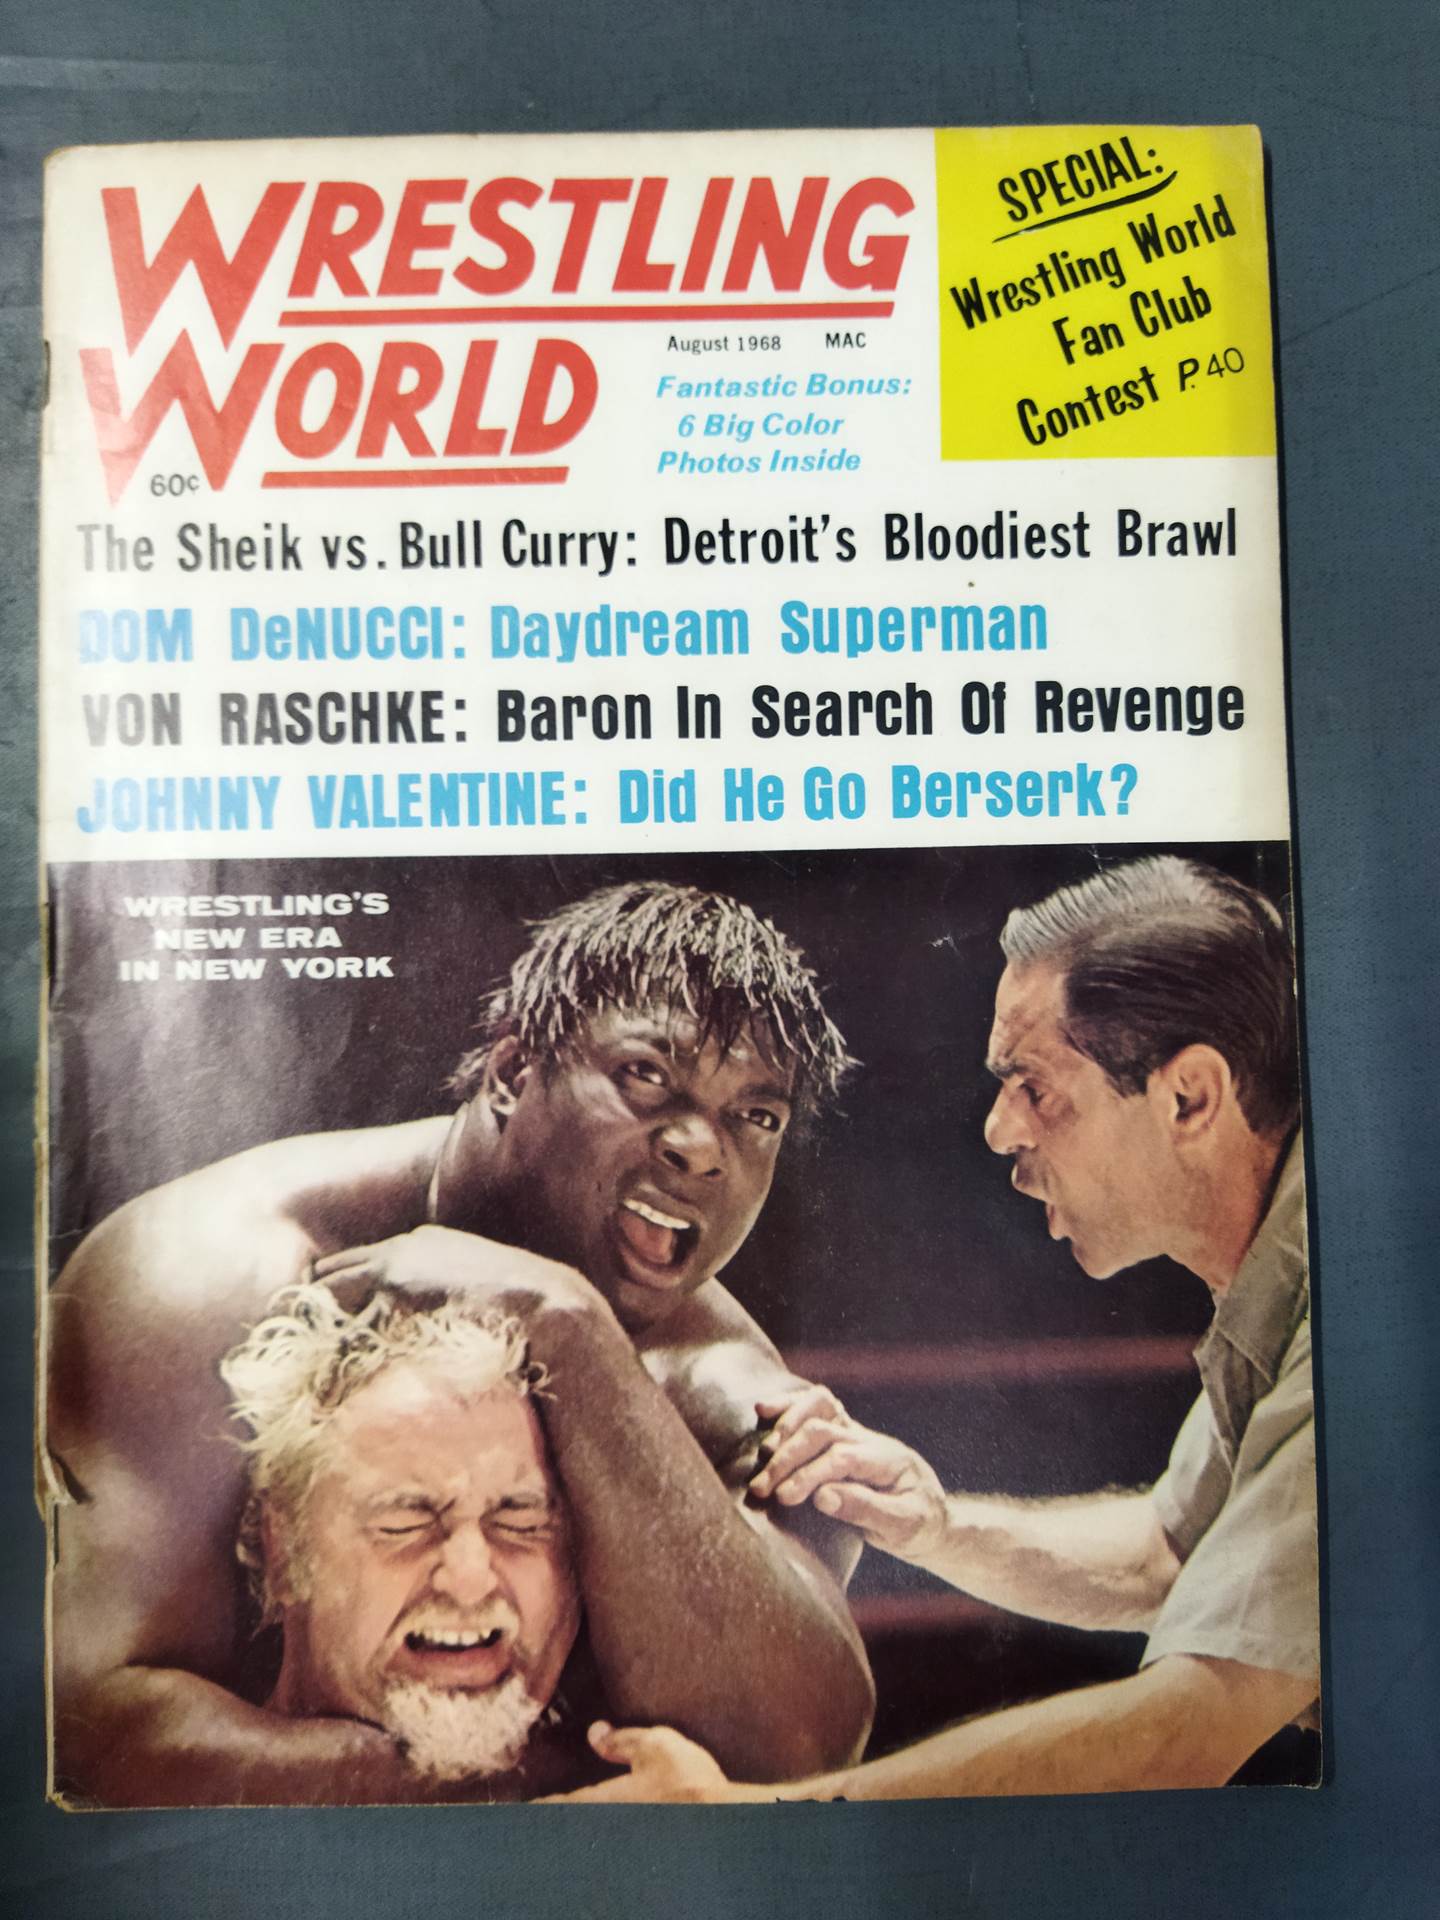 WRESTLING
WORLD
60¢
August 1968 MAC
Fantastic Bonus:
6 Big Color
Photos Inside
SPECIAL:
Wrestling World
Fan Club
Contest P. 40
The Sheik vs. Bull Curry: Detroit's Bloodiest Brawl
DOM DeNUCCI: Daydream Superman
VON RASCHKE: Baron In Search Of Revenge
JOHNNY VALENTINE: Did He Go Berserk?
WRESTLING'S
NEW ERA
IN NEW YORK